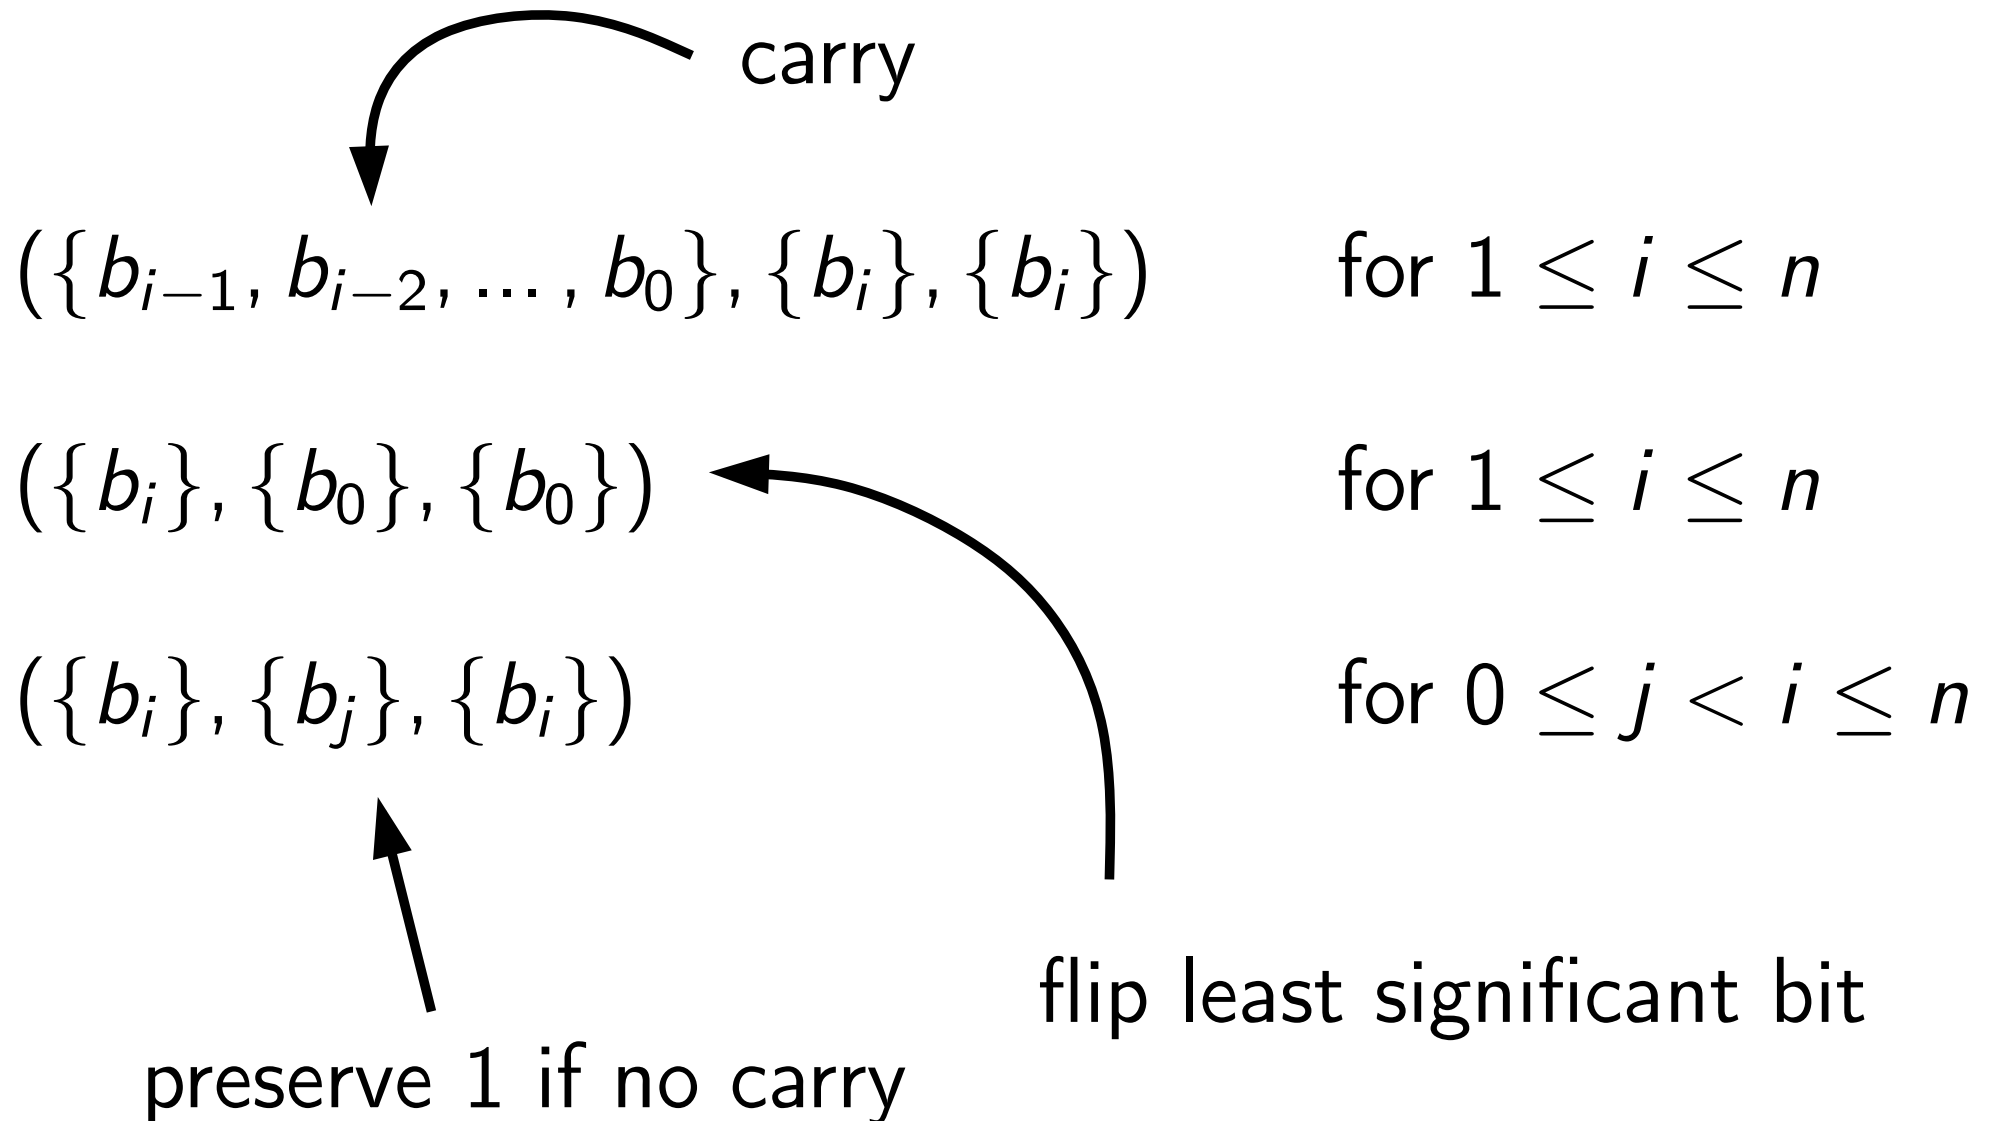 carry
({b_{i−1}, b_{i−2}, ... , b_0}, {b_i}, {b_i}) for 1 ≤ i ≤ n
({b_i}, {b_0}, {b_0}) for 1 ≤ i ≤ n
({b_i}, {b_j}, {b_i}) for 0 ≤ j < i ≤ n
flip least significant bit
preserve 1 if no carry